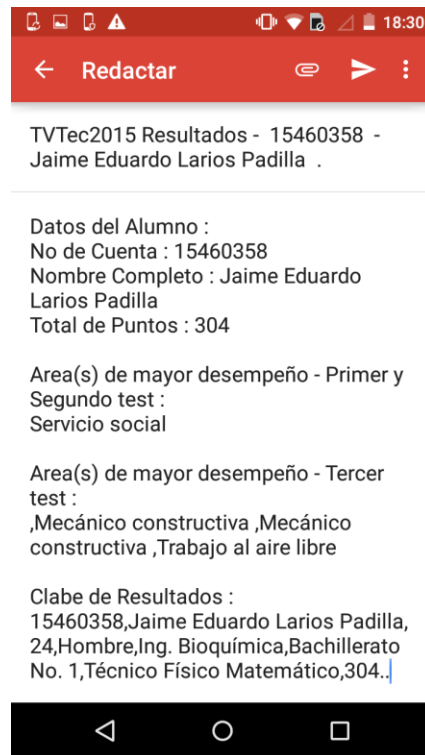 18:30
Redactar
TVTec2015 Resultados -  15460358  -
Jaime Eduardo Larios Padilla  .
Datos del Alumno :
No de Cuenta : 15460358
Nombre Completo : Jaime Eduardo
Larios Padilla
Total de Puntos : 304
Area(s) de mayor desempeño - Primer y
Segundo test :
Servicio social
Area(s) de mayor desempeño - Tercer
test :
,Mecánico constructiva ,Mecánico
constructiva ,Trabajo al aire libre
Clabe de Resultados :
15460358,Jaime Eduardo Larios Padilla,
24,Hombre,Ing. Bioquímica,Bachillerato
No. 1,Técnico Físico Matemático,304..